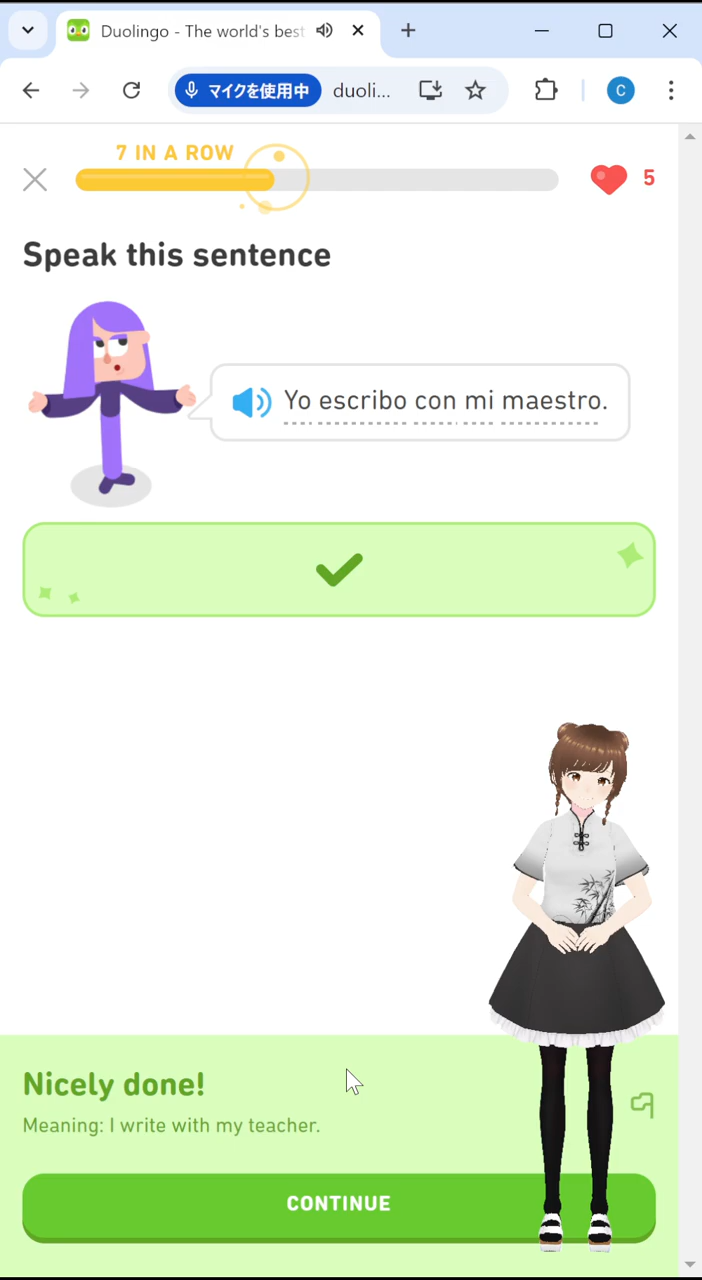 Duolingo - The world's best
マイクを使用中 duoli...
C
7 IN A ROW
5
Speak this sentence
Yo escribo con mi maestro.
Nicely done!
Meaning: I write with my teacher.
CONTINUE